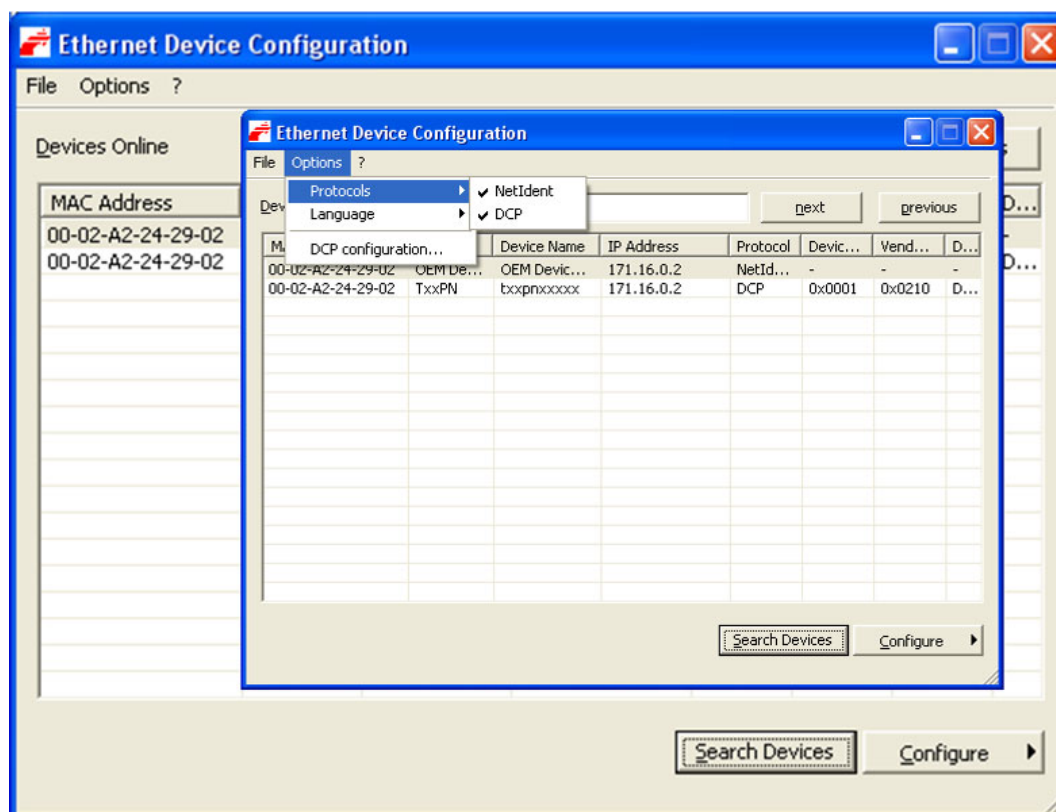 Ethernet Device Configuration
File Options ?
Devices Online
MAC Address
D...
00-02-A2-24-29-02
-
00-02-A2-24-29-02
D...
Ethernet Device Configuration
File Options ?
Protocols
NetIdent
Language
DCP
DCP configuration...
next previous
Device Name IP Address Protocol Devic... Vend... D...
00-02-A2-24-29-02 OEM De... OEM Devic... 171.16.0.2 NetId... - - -
00-02-A2-24-29-02 TxxPN txxpnxxxxx 171.16.0.2 DCP 0x0001 0x0210 D...
Search Devices Configure
Search Devices Configure